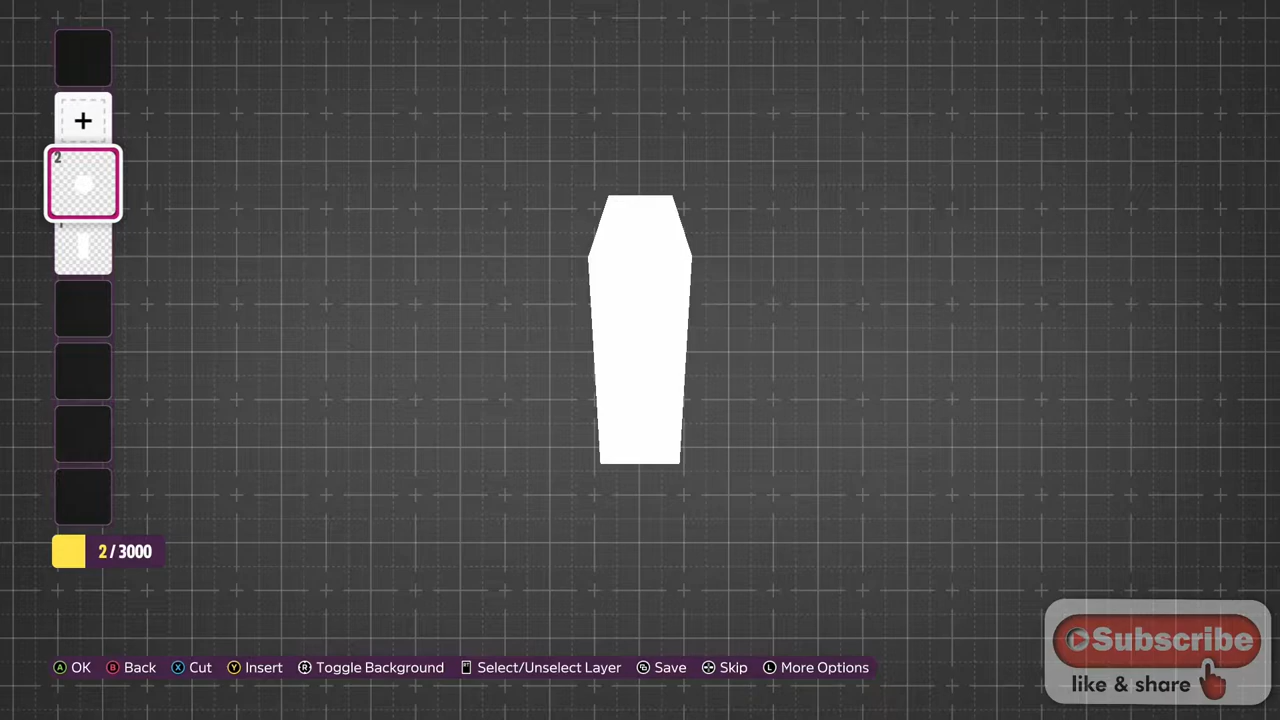 +
2
2 / 3000
A OK B Back X Cut Y Insert R Toggle Background Select/Unselect Layer Save Skip L More Options
Subscribe
like & share